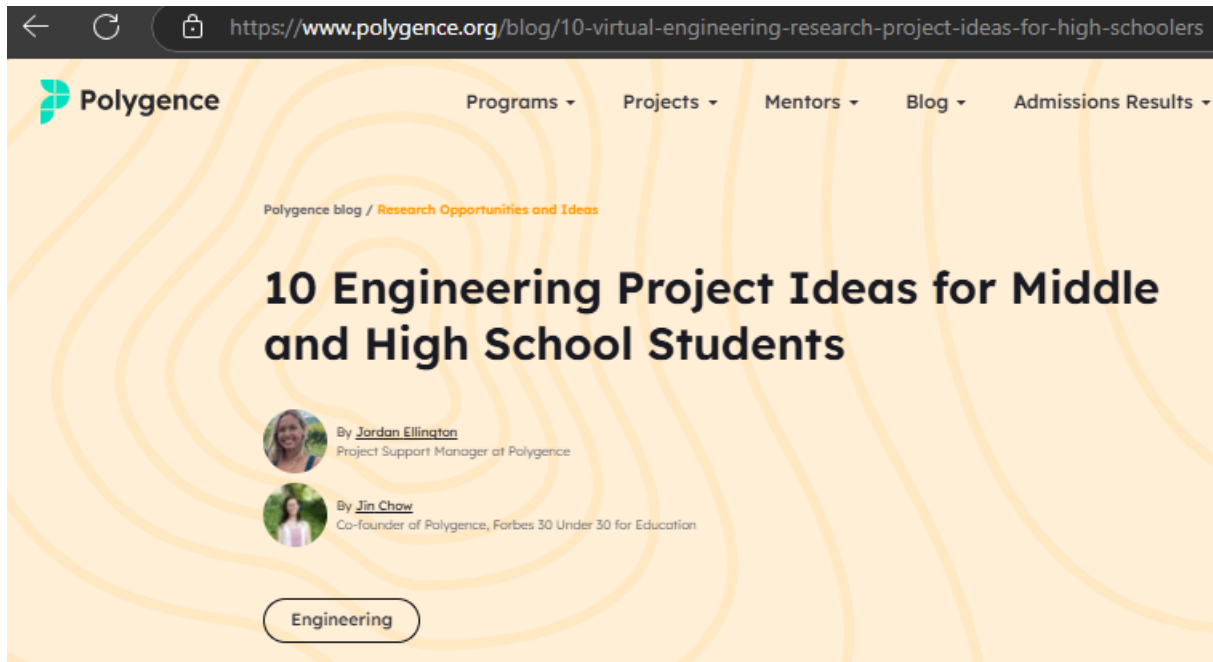 https://www.polygence.org/blog/10-virtual-engineering-research-project-ideas-for-high-schoolers
Polygence
Programs
Projects
Mentors
Blog
Admissions Results
Polygence blog / Research Opportunities and Ideas
10 Engineering Project Ideas for Middle
and High School Students
By Jordan Ellington
Project Support Manager at Polygence
By Jin Chow
Co-founder of Polygence, Forbes 30 Under 30 for Education
Engineering